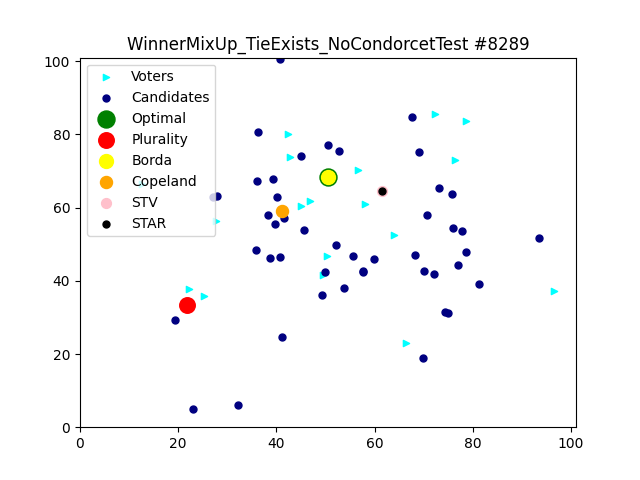 WinnerMixUp_TieExists_NoCondorcetTest #8289
100
80
60
40
20
0
0
20
40
60
80
100
Voters
Candidates
Optimal
Plurality
Borda
Copeland
STV
STAR